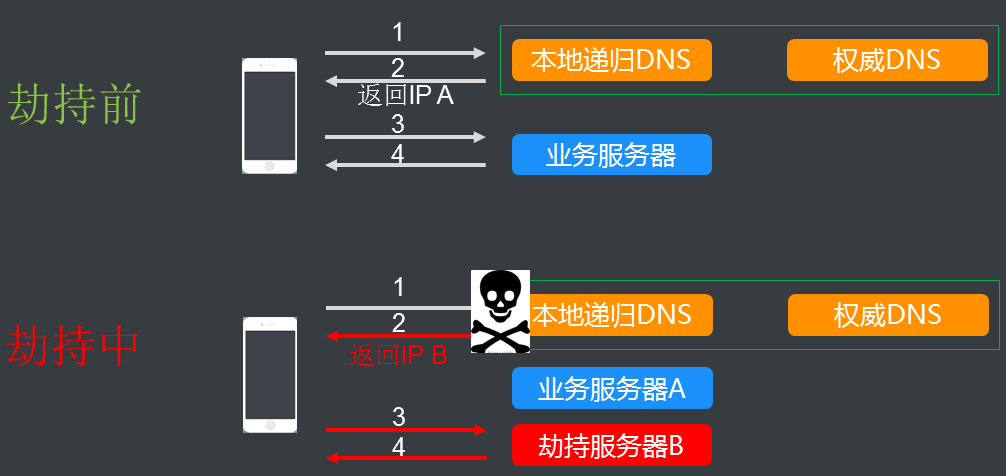 1
本地递归DNS
权威DNS
2
返回IP A
劫持前
3
业务服务器
4
1
本地递归DNS
权威DNS
2
返回IP B
劫持中
业务服务器A
3
劫持服务器B
4